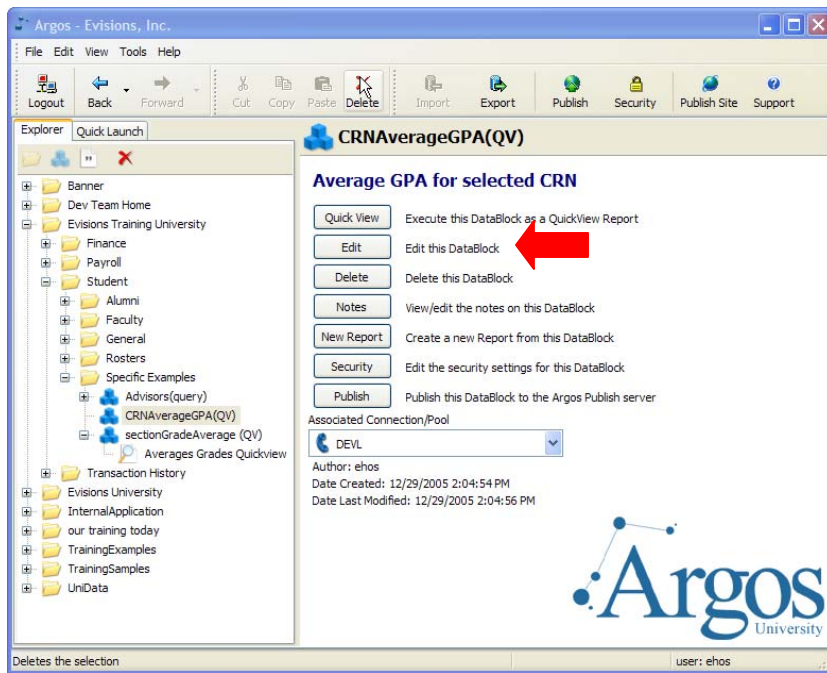 Argos - Evisions, Inc.
File Edit View Tools Help
Logout Back Forward Cut Copy Paste Delete Import Export Publish Security Publish Site Support
Explorer Quick Launch
Banner
Dev Team Home
Evisions Training University
Finance
Payroll
Student
Alumni
Faculty
General
Rosters
Specific Examples
Advisors(query)
CRNAverageGPA(QV)
sectionGradeAverage (QV)
Averages Grades Quickview
Transaction History
Evisions University
InternalApplication
our training today
TrainingExamples
TrainingSamples
UniData
CRNAverageGPA(QV)
Average GPA for selected CRN
Quick View Execute this DataBlock as a QuickView Report
Edit Edit this DataBlock
Delete Delete this DataBlock
Notes View/edit the notes on this DataBlock
New Report Create a new Report from this DataBlock
Security Edit the security settings for this DataBlock
Publish Publish this DataBlock to the Argos Publish server
Associated Connection/Pool
DEVL
Author: ehos
Date Created: 12/29/2005 2:04:54 PM
Date Last Modified: 12/29/2005 2:04:56 PM
Argos
University
Deletes the selection user: ehos